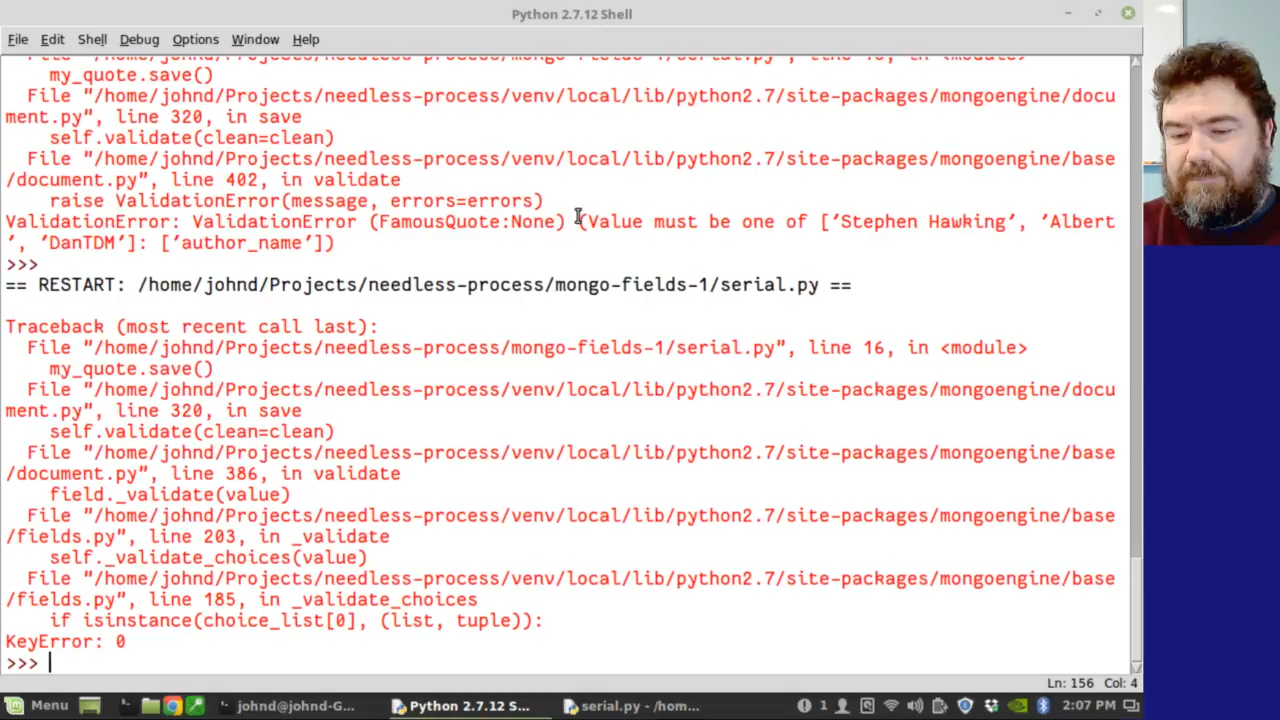 Python 2.7.12 Shell
File Edit Shell Debug Options Window Help
my_quote.save()
File "/home/johnd/Projects/needless-process/venv/local/lib/python2.7/site-packages/mongoengine/docu
ment.py", line 320, in save
self.validate(clean=clean)
File "/home/johnd/Projects/needless-process/venv/local/lib/python2.7/site-packages/mongoengine/base
/document.py", line 402, in validate
raise ValidationError(message, errors=errors)
ValidationError: ValidationError (FamousQuote:None) (Value must be one of ['Stephen Hawking', 'Albert
', 'DanTDM']: ['author_name'])
>>>
== RESTART: /home/johnd/Projects/needless-process/mongo-fields-1/serial.py ==
Traceback (most recent call last):
File "/home/johnd/Projects/needless-process/mongo-fields-1/serial.py", line 16, in <module>
my_quote.save()
File "/home/johnd/Projects/needless-process/venv/local/lib/python2.7/site-packages/mongoengine/docu
ment.py", line 320, in save
self.validate(clean=clean)
File "/home/johnd/Projects/needless-process/venv/local/lib/python2.7/site-packages/mongoengine/base
/document.py", line 386, in validate
field._validate(value)
File "/home/johnd/Projects/needless-process/venv/local/lib/python2.7/site-packages/mongoengine/base
/fields.py", line 203, in _validate
self._validate_choices(value)
File "/home/johnd/Projects/needless-process/venv/local/lib/python2.7/site-packages/mongoengine/base
/fields.py", line 185, in _validate_choices
if isinstance(choice_list[0], (list, tuple)):
KeyError: 0
>>>
Ln: 156 Col: 4
Menu johnd@johnd-G... Python 2.7.12 S... serial.py - /hom... 1 2:07 PM